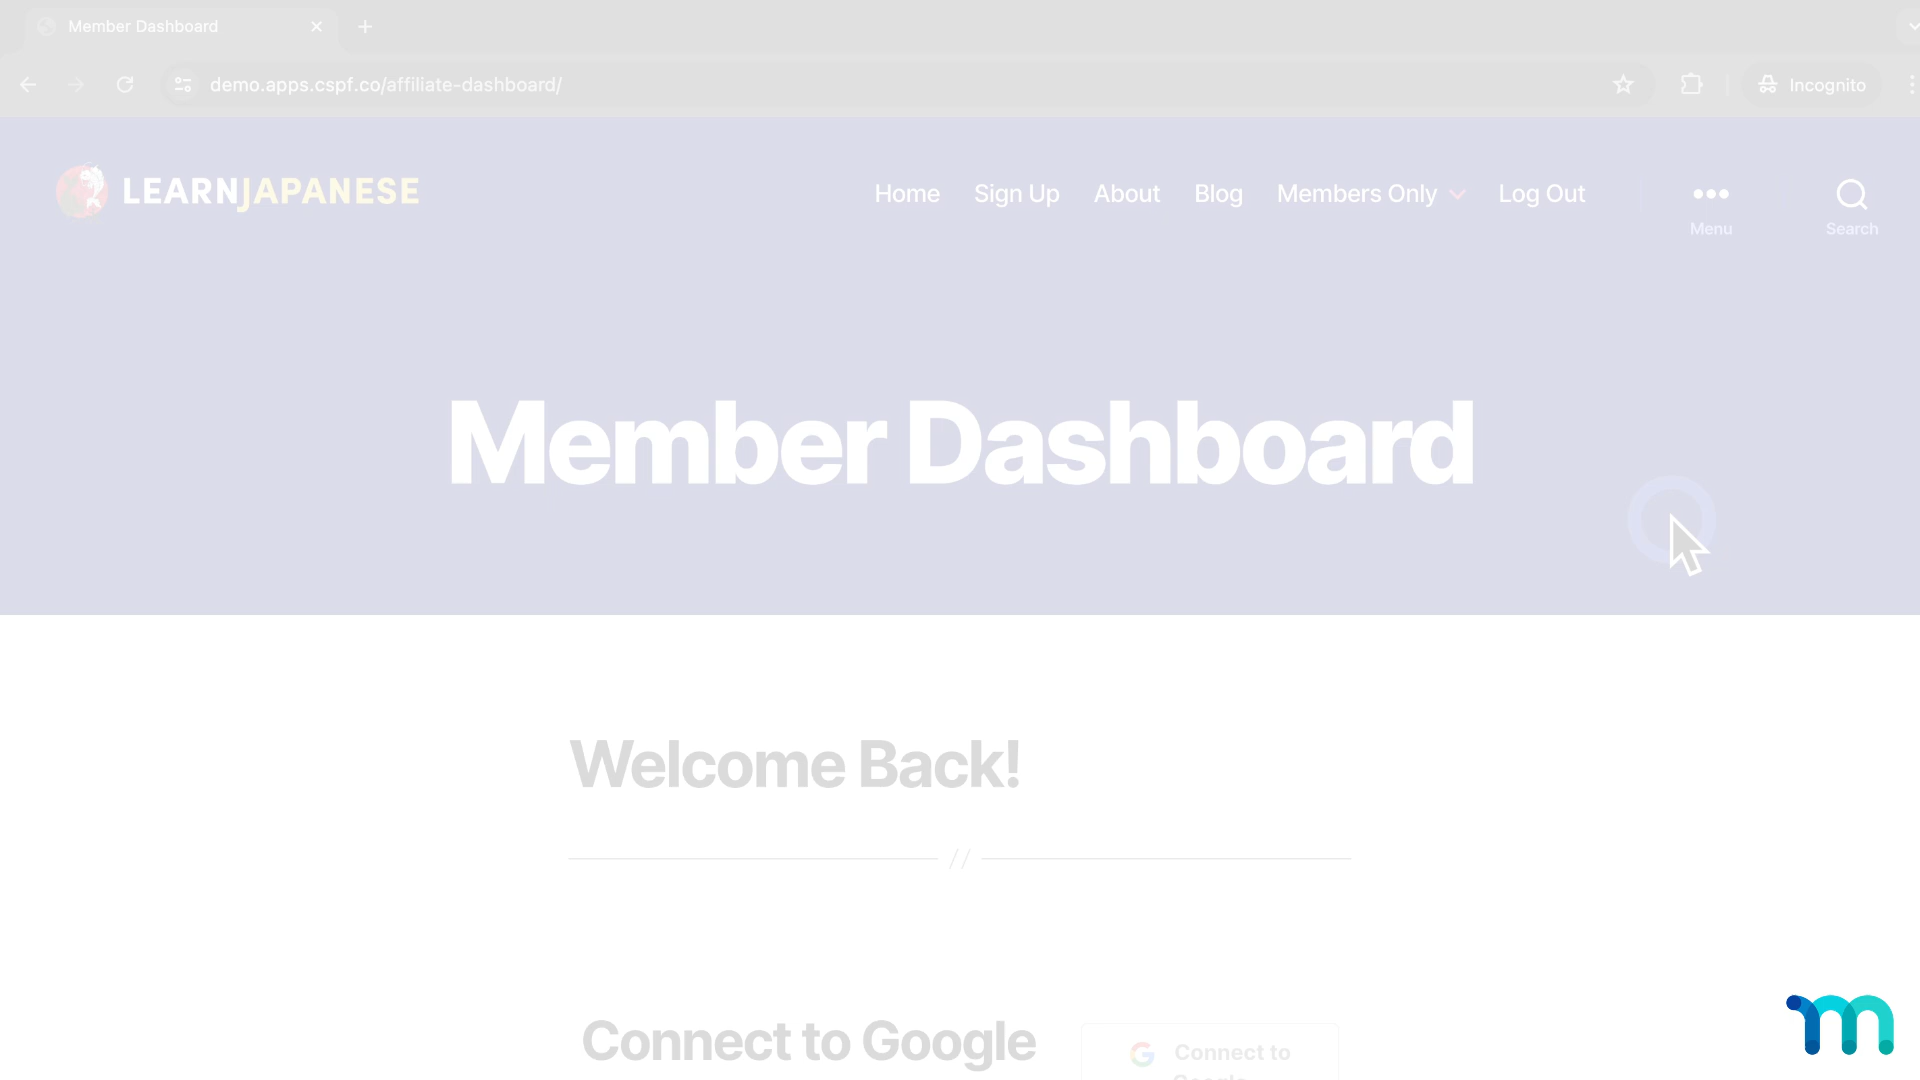 Member Dashboard
demo.apps.cspf.co/affiliate-dashboard/
Incognito
LEARNJAPANESE
Home Sign Up About Blog Members Only Log Out
Menu
Search
Member Dashboard
Welcome Back!
//
Connect to Google
Connect to